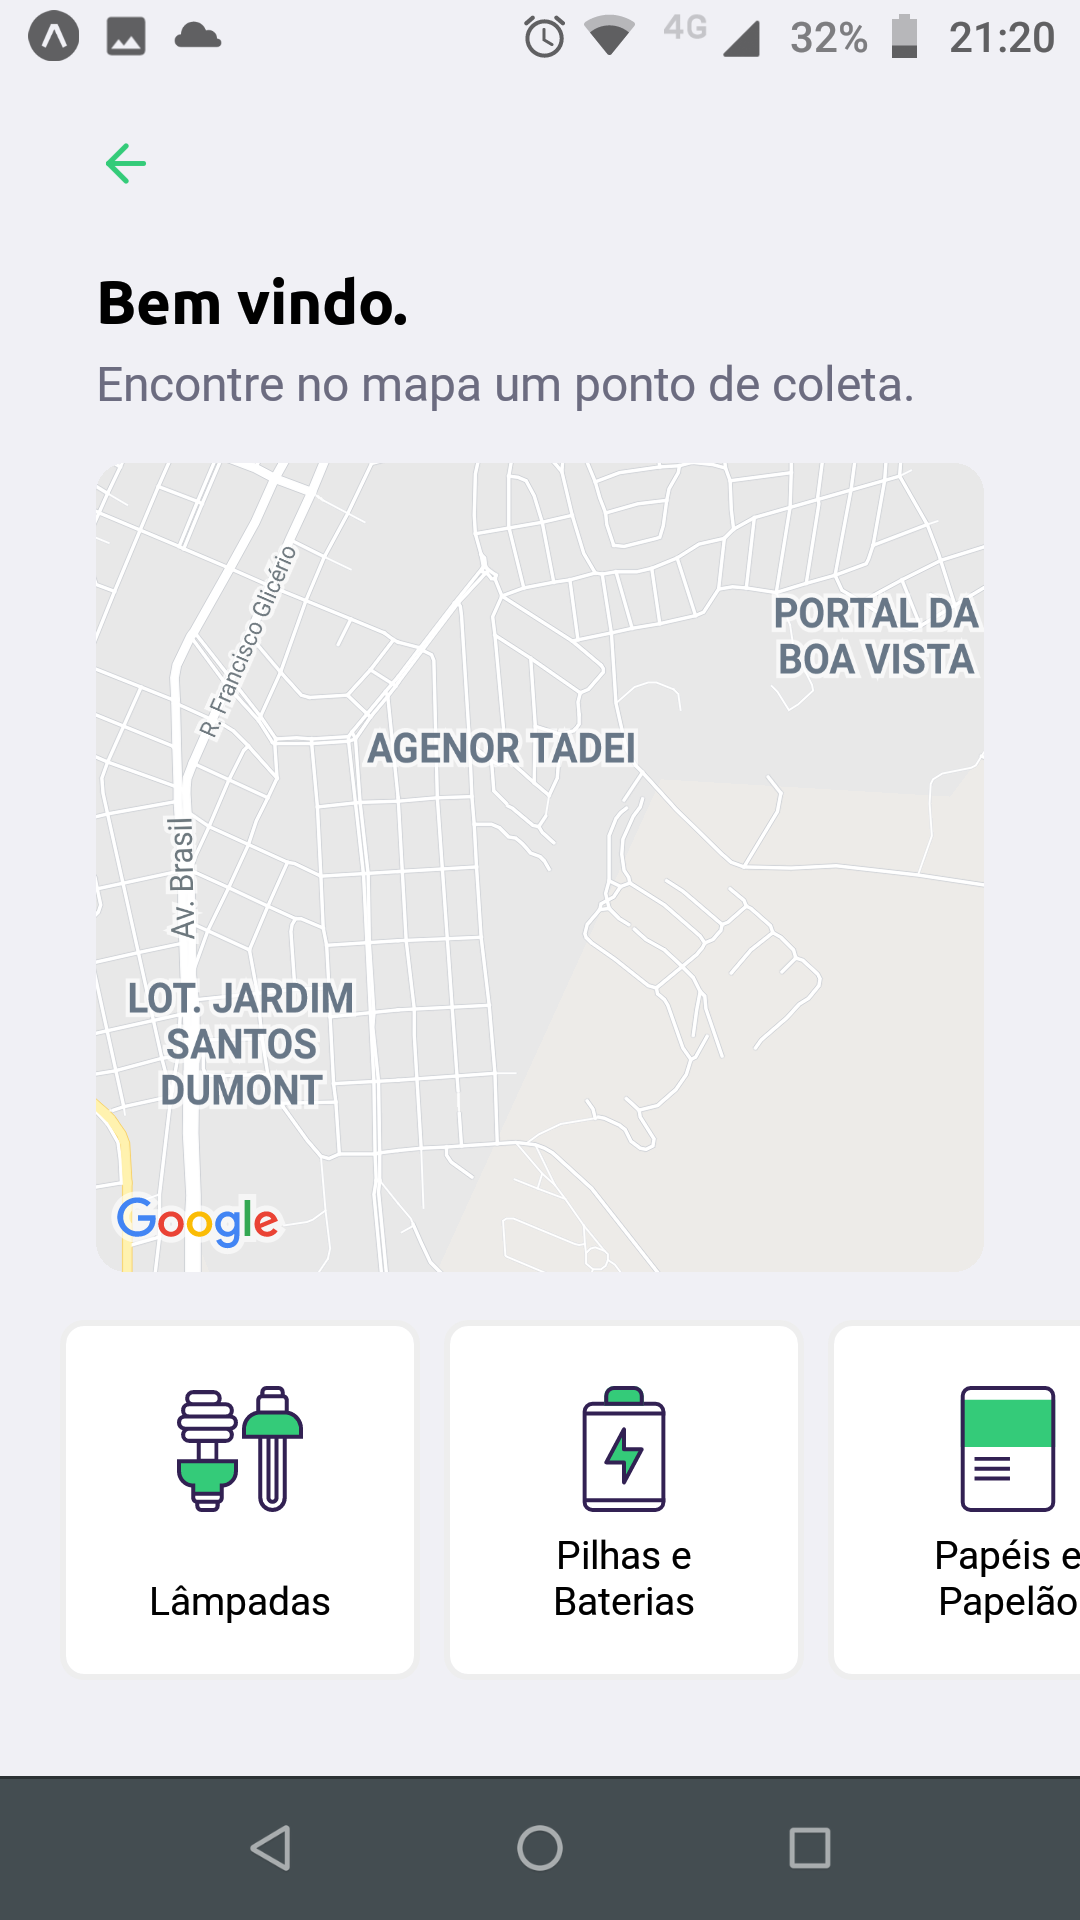 4G 32% 21:20
Bem vindo.
Encontre no mapa um ponto de coleta.
R. Francisco Glicério
PORTAL DA
BOA VISTA
AGENOR TADEI
Av. Brasil
LOT. JARDIM
SANTOS
DUMONT
Google
Lâmpadas
Pilhas e
Baterias
Papéis e
Papelão